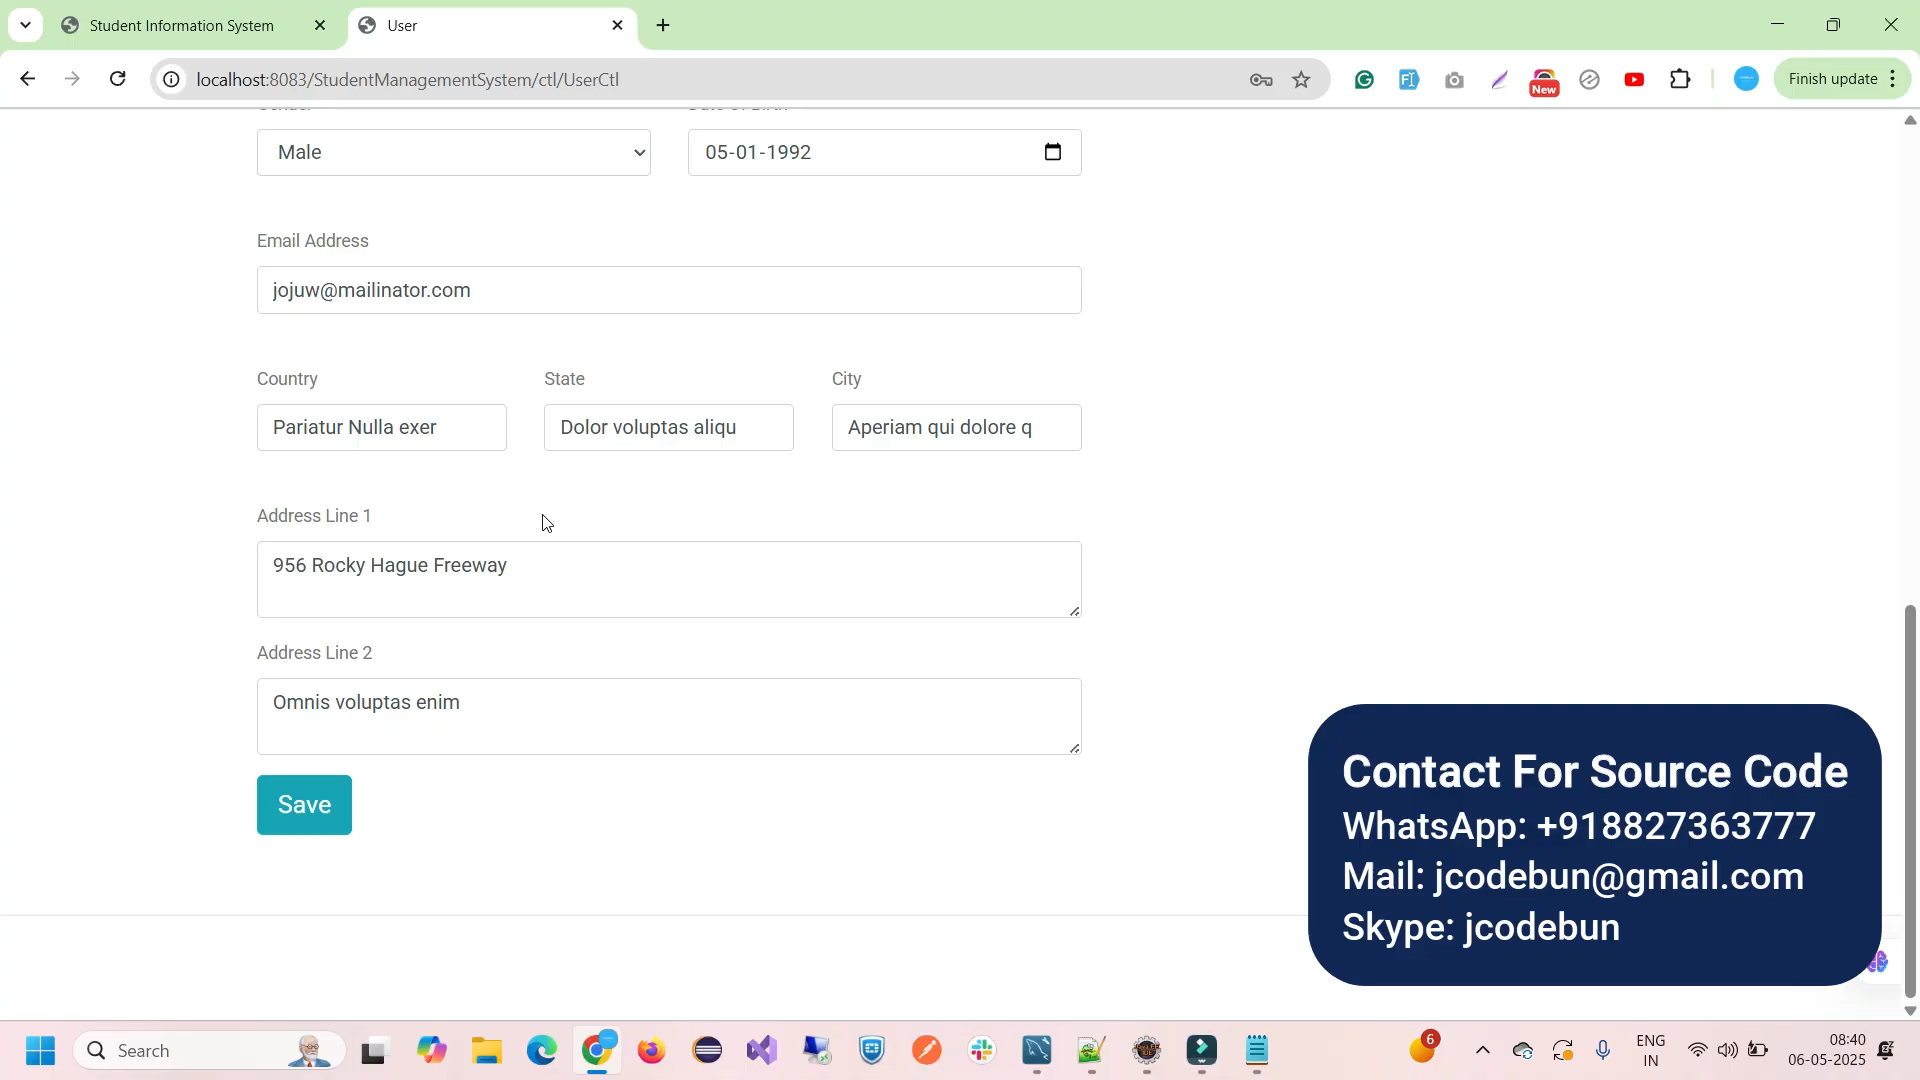 Student Information System
User
localhost:8083/StudentManagementSystem/ctl/UserCtl
New
Finish update
Male
05-01-1992
Email Address
jojuw@mailinator.com
Country
State
City
Pariatur Nulla exer
Dolor voluptas aliqu
Aperiam qui dolore q
Address Line 1
956 Rocky Hague Freeway
Address Line 2
Omnis voluptas enim
Save
Contact For Source Code
WhatsApp: +918827363777
Mail: jcodebun@gmail.com
Skype: jcodebun
Search
6
ENG
IN
08:40
06-05-2025